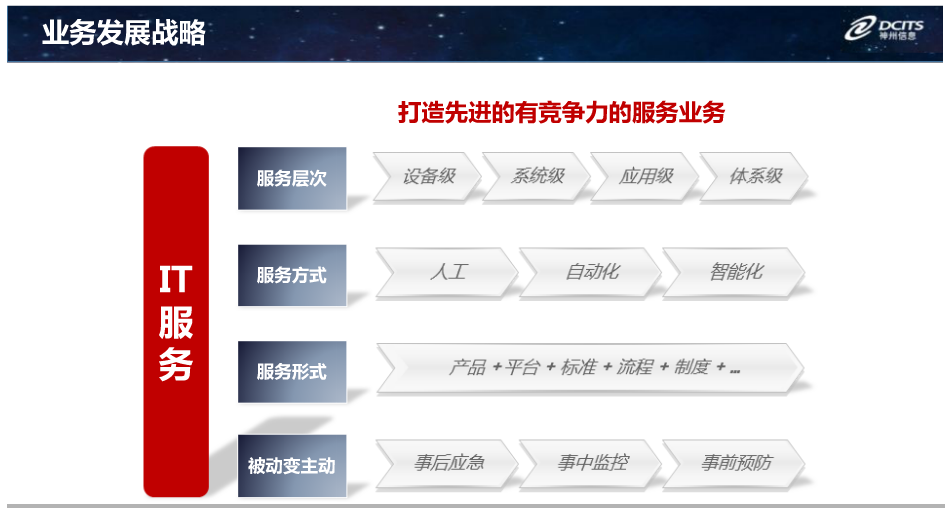 业务发展战略
DCITS
神州信息
打造先进的有竞争力的服务业务
IT
服
务
服务层次
设备级
系统级
应用级
体系级
服务方式
人工
自动化
智能化
服务形式
产品 + 平台 + 标准 + 流程 + 制度 + ...
被动变主动
事后应急
事中监控
事前预防